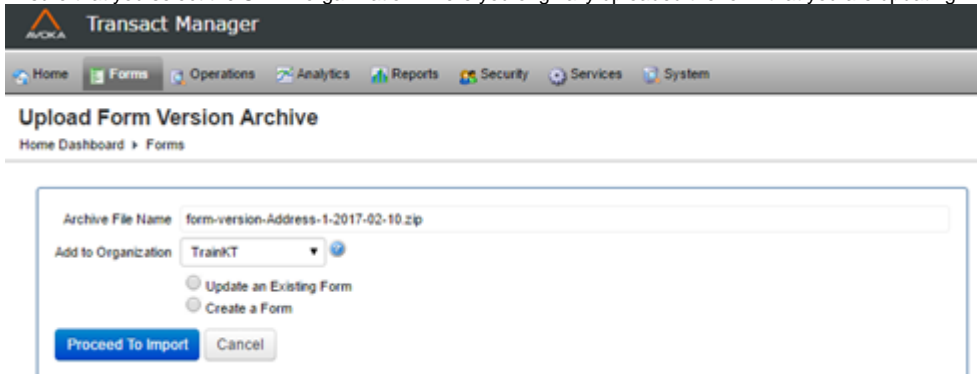 AVOKA Transact Manager
Home Forms Operations Analytics Reports Security Services System
Upload Form Version Archive
Home Dashboard ▸ Forms
Archive File Name form-version-Address-1-2017-02-10.zip
Add to Organization TrainKT
Update an Existing Form
Create a Form
Proceed To Import Cancel